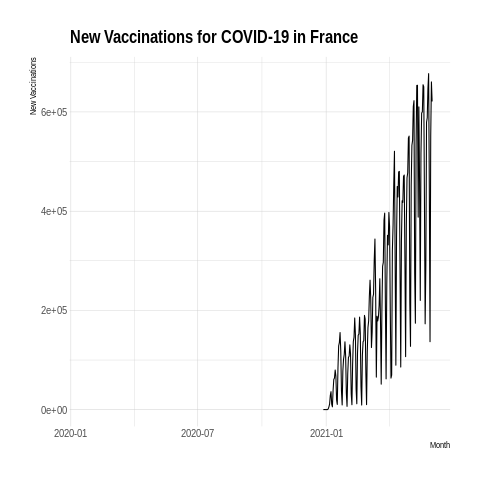 New Vaccinations for COVID-19 in France
New Vaccinations
6e+05
4e+05
2e+05
0e+00
2020-01
2020-07
2021-01
Month